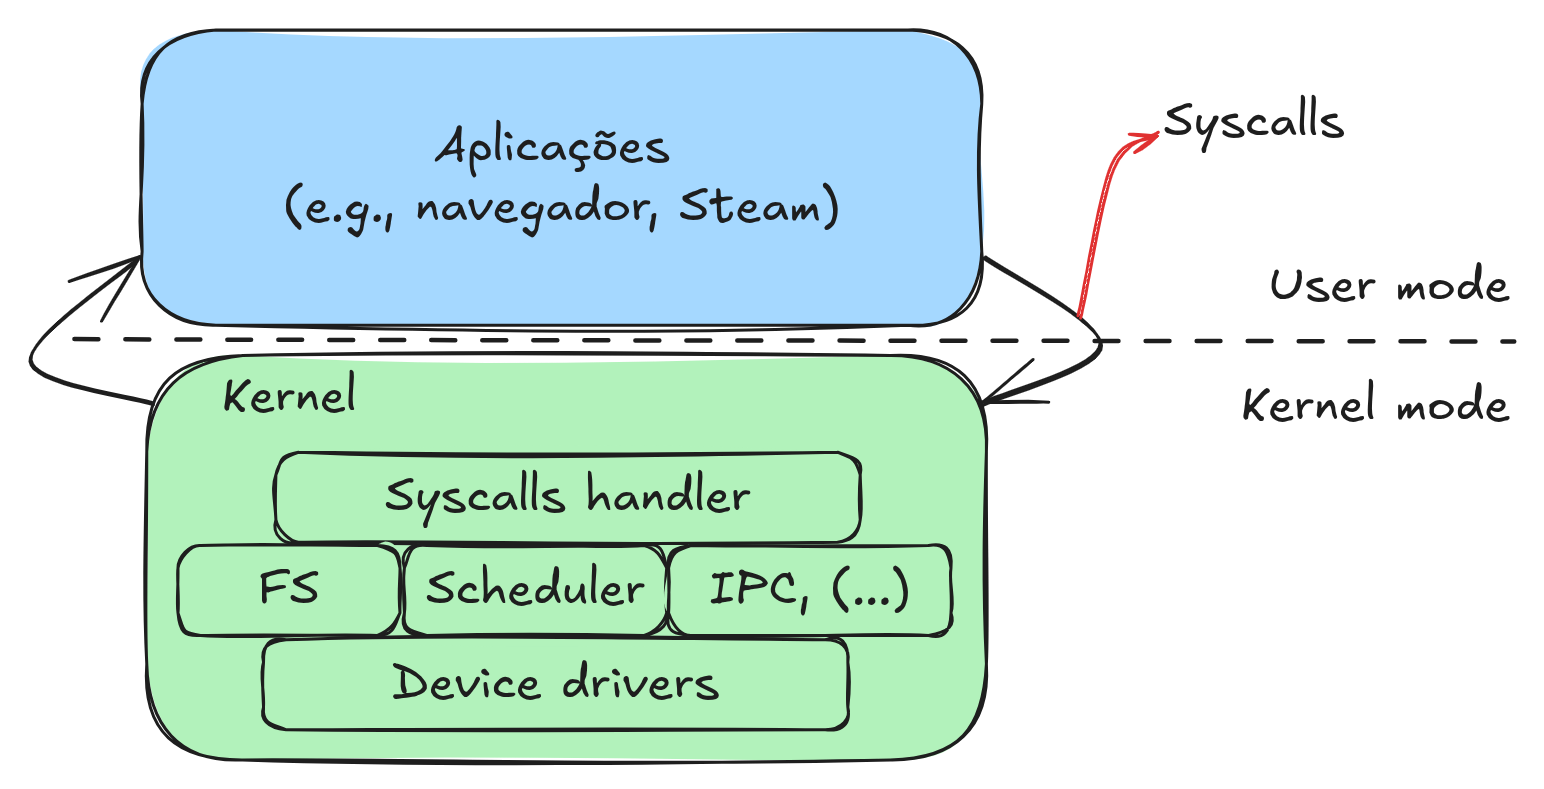 Aplicações
(e.g., navegador, Steam)
Syscalls
User mode
Kernel mode
Kernel
Syscalls handler
FS
Scheduler
IPC, (...)
Device drivers